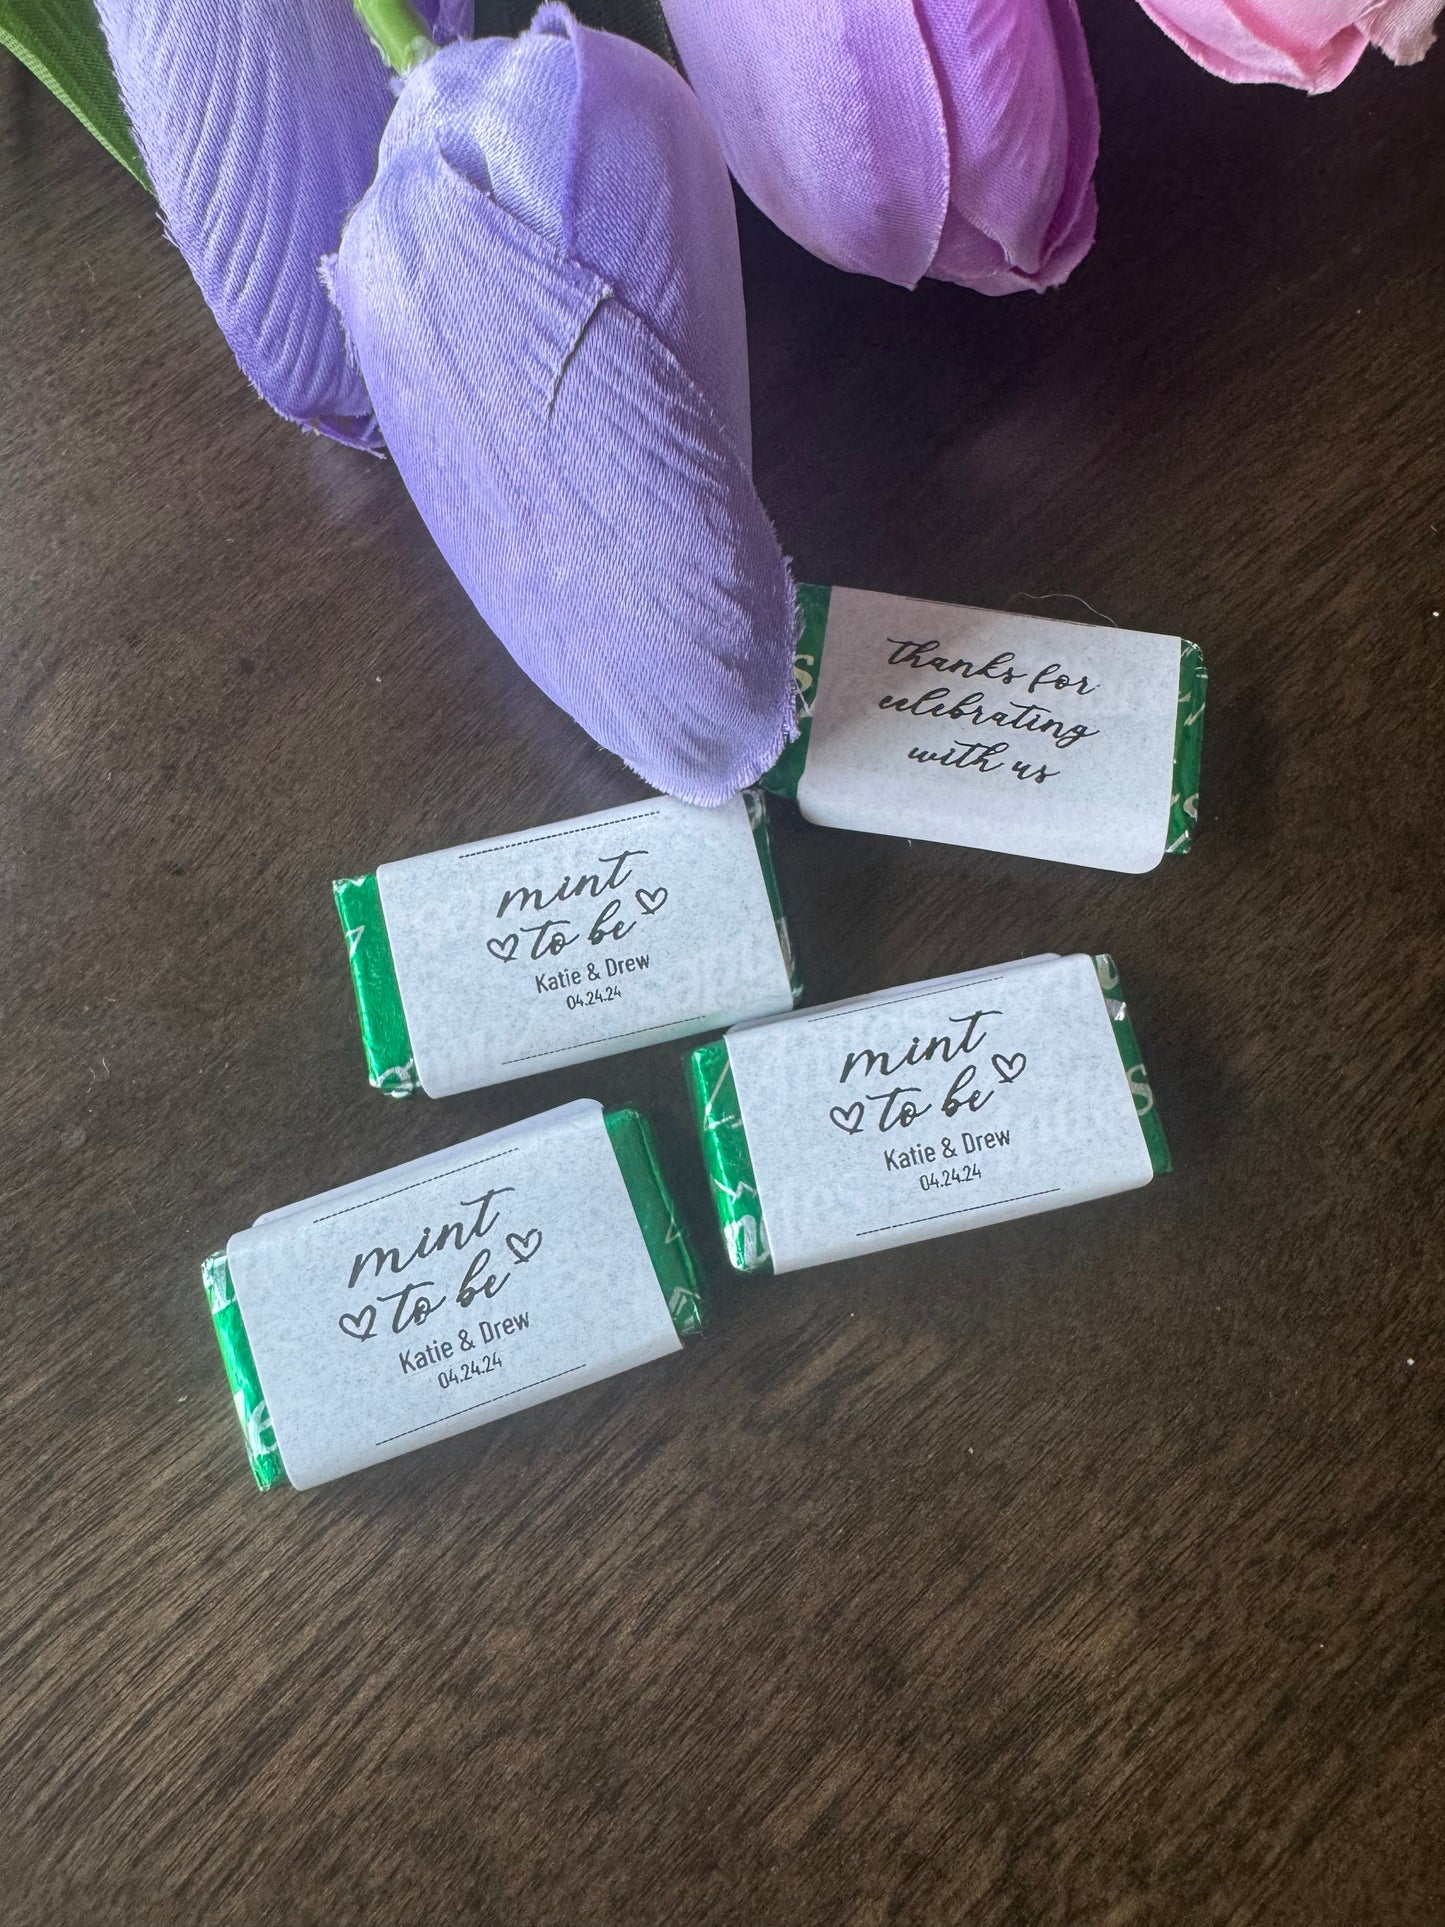 thanks for
celebrating
with us
mint
to be
Katie & Drew
04.24.24
mint
to be
Katie & Drew
04.24.24
mint
to be
Katie & Drew
04.24.24